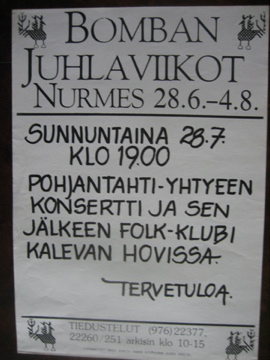 BOMBAN
JUHLAVIIKOT
NURMES 28.6.–4.8.
SUNNUNTAINA 28.7.
KLO 19.00
POHJANTAHTI-YHTYEEN
KONSERTTI JA SEN
JÄLKEEN FOLK-KLUBI
KALEVAN HOVISSA.
TERVETULOA.
TIEDUSTELUT (976)22377,
22260/251 arkisin klo 10-15